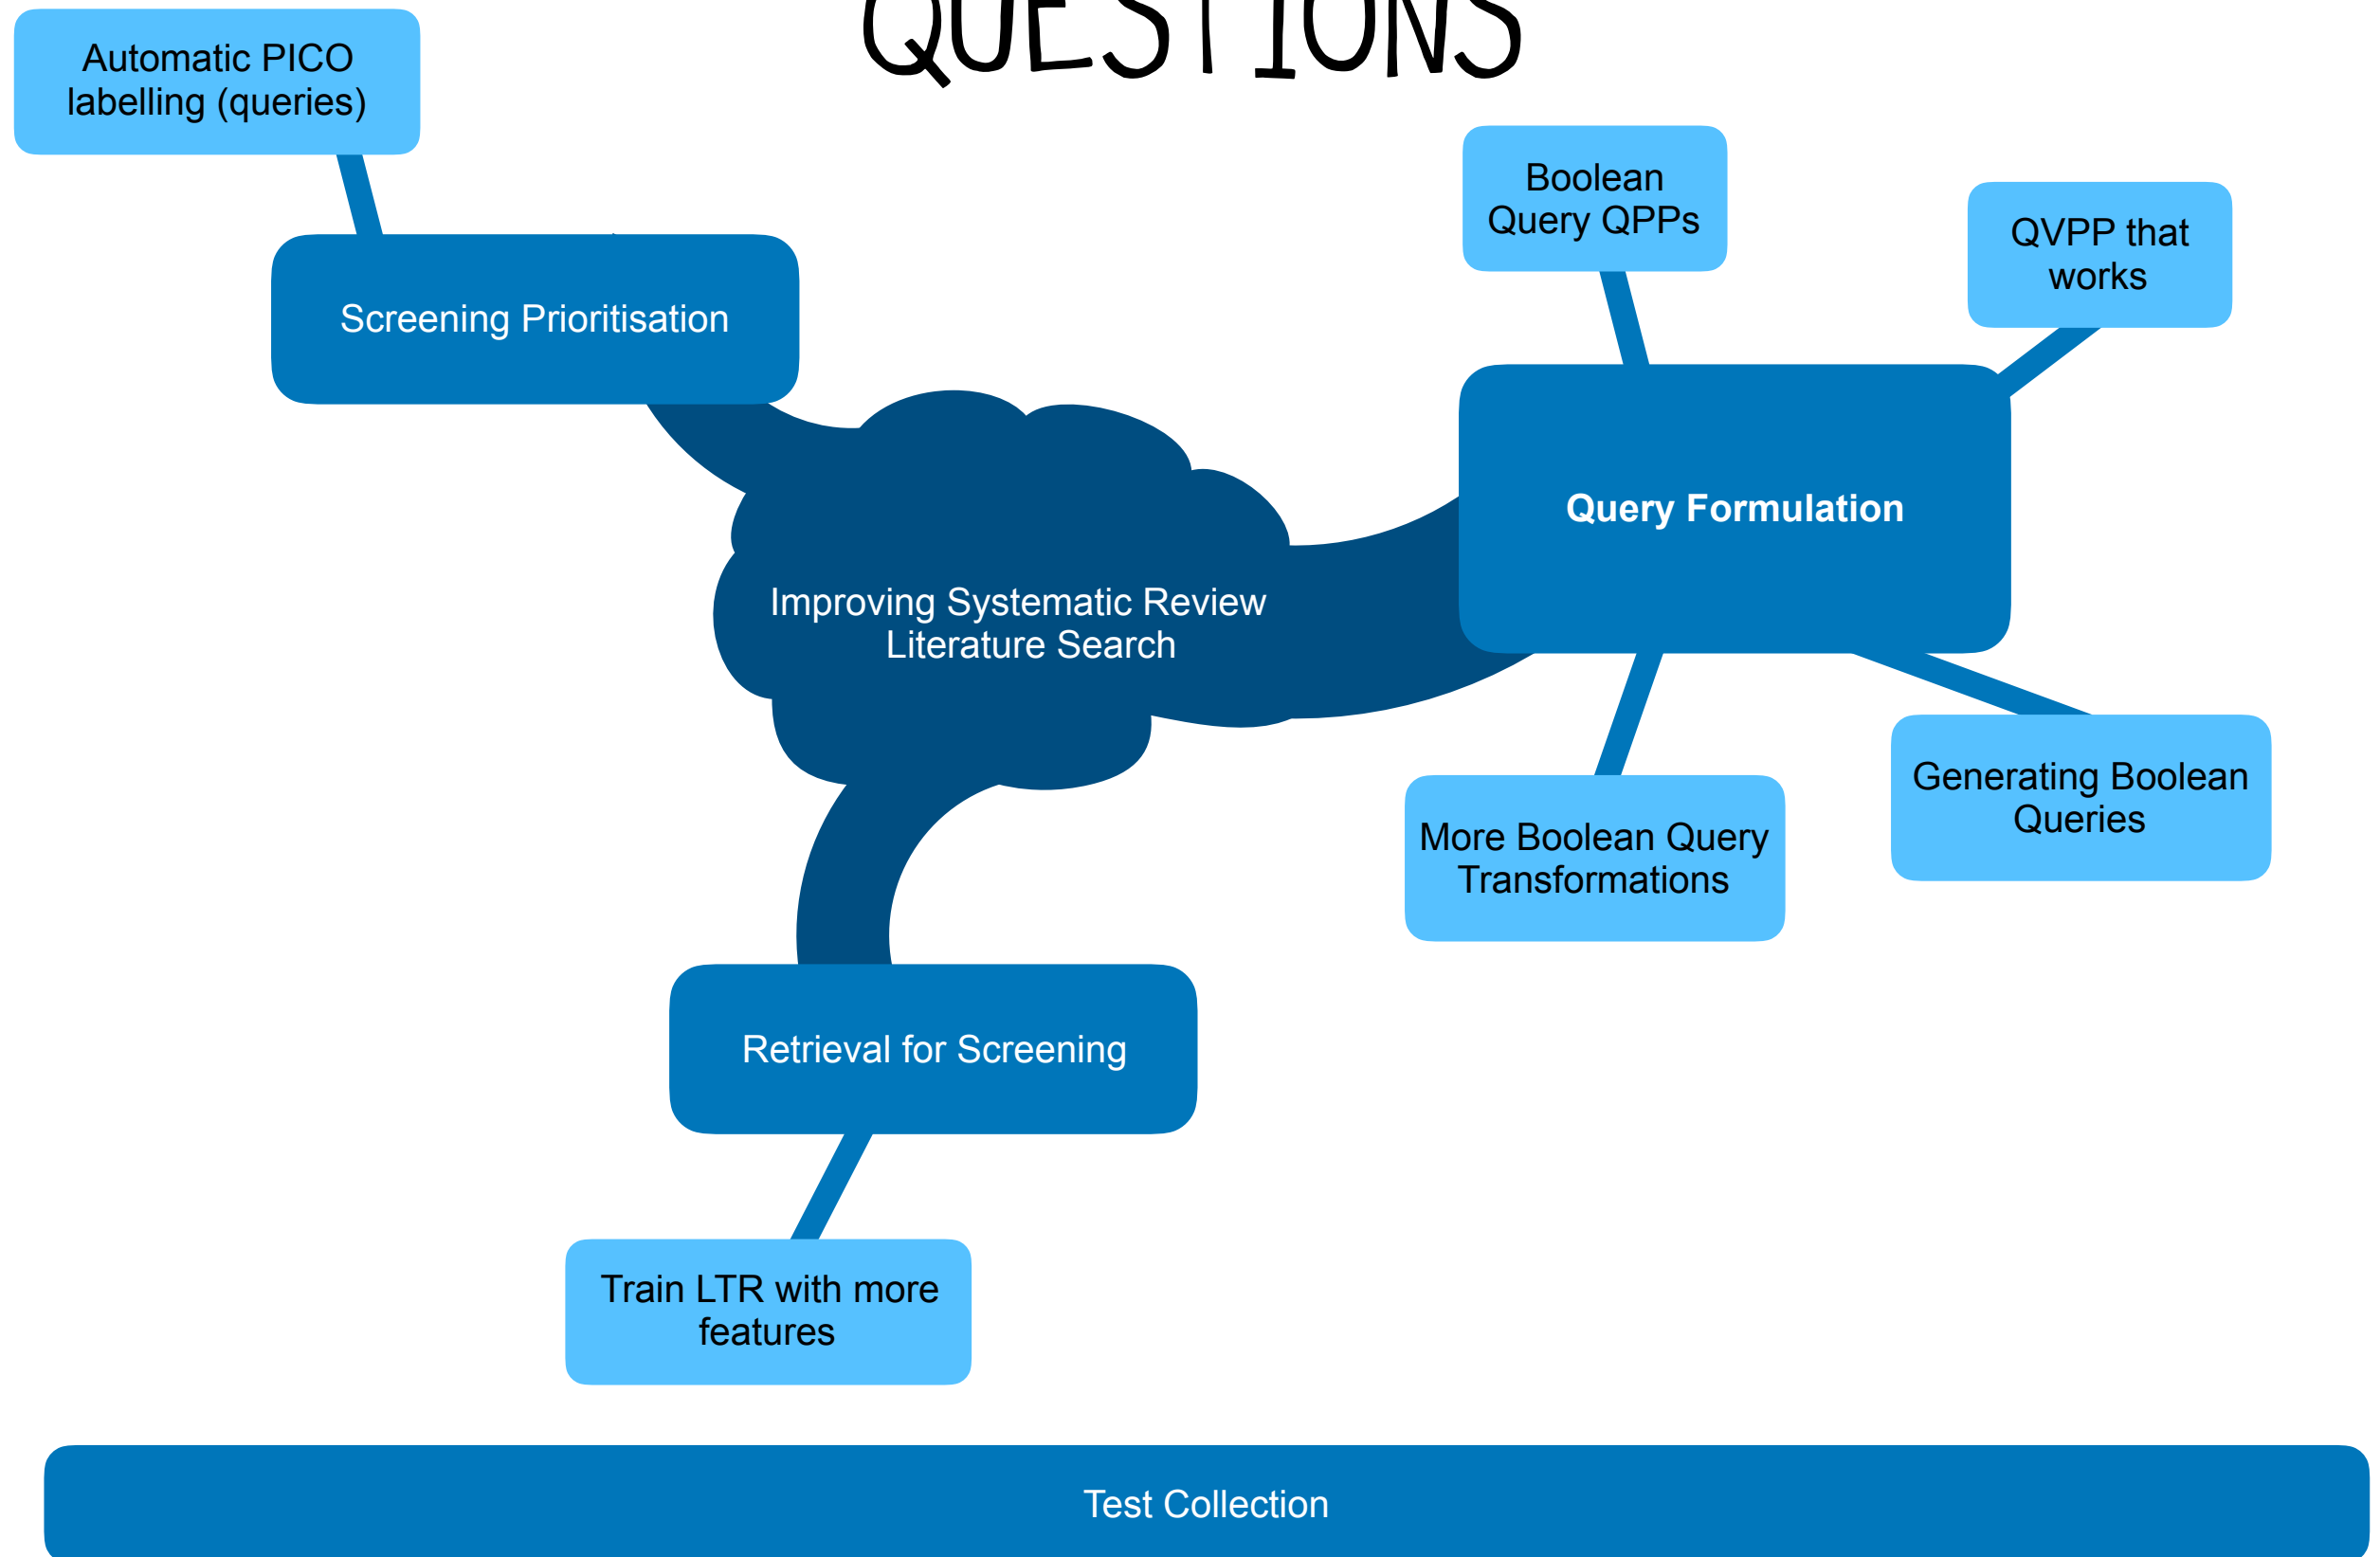 QUESTIONS
Automatic PICO
labelling (queries)
Boolean
Query QPPs
QVPP that
works
Screening Prioritisation
Query Formulation
Improving Systematic Review
Literature Search
Generating Boolean
Queries
More Boolean Query
Transformations
Retrieval for Screening
Train LTR with more
features
Test Collection